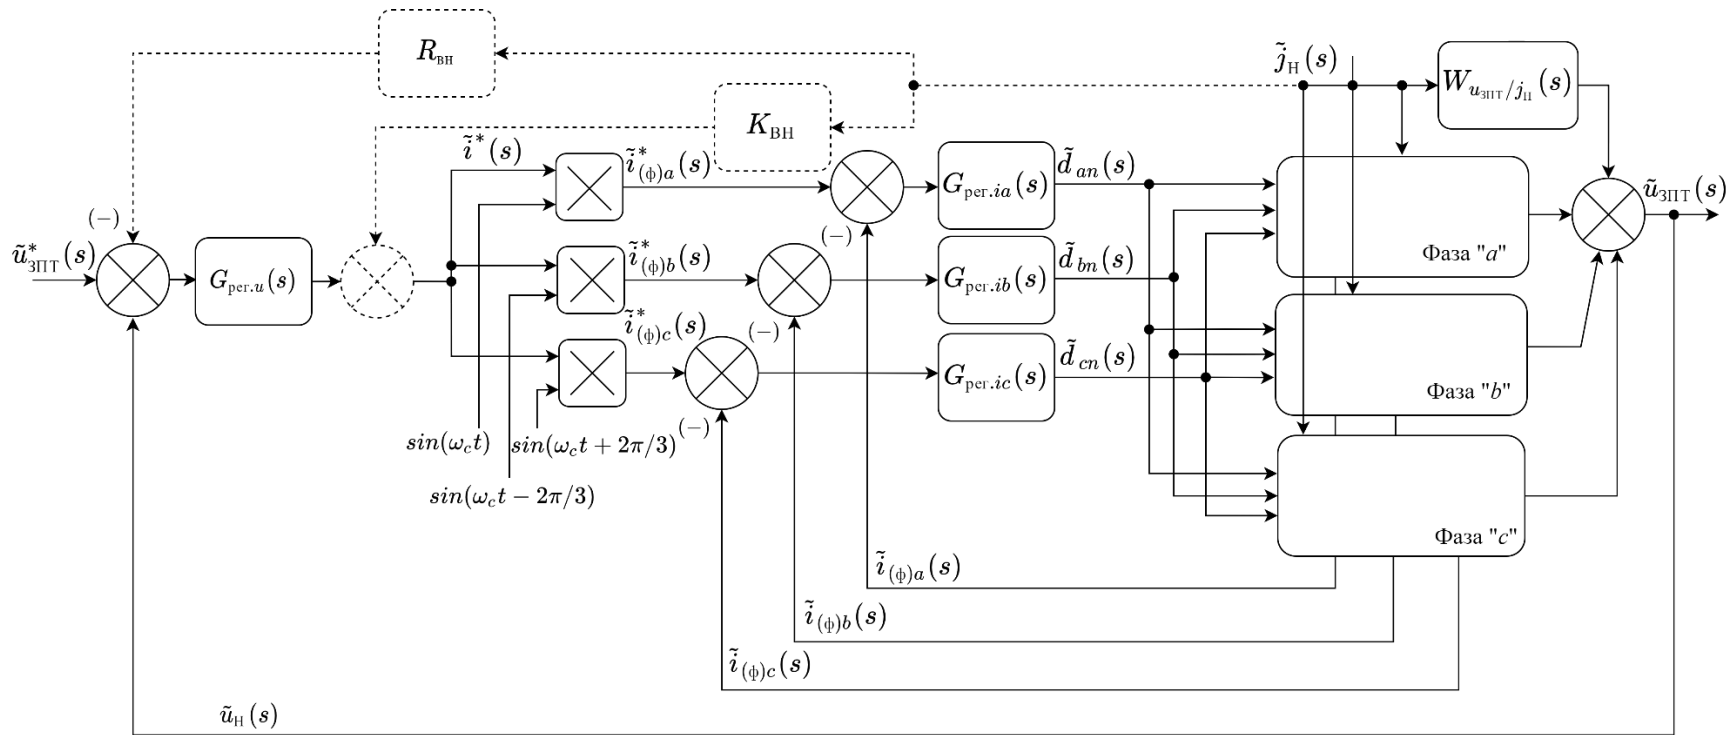 R_вн
K_ВН
j̃_Н(s)
W_{u_ЗПТ/j_Н}(s)
ĩ*(s)
ĩ*_(ф)a(s)
G_рег.ia(s)
d̃_an(s)
ũ_ЗПТ(s)
Фаза "a"
(−)
(−)
ũ*_ЗПТ(s)
G_рег.u(s)
ĩ*_(ф)b(s)
G_рег.ib(s)
d̃_bn(s)
ĩ*_(ф)c(s)
(−)
G_рег.ic(s)
d̃_cn(s)
Фаза "b"
sin(ω_c t)
sin(ω_c t + 2π/3)
(−)
sin(ω_c t − 2π/3)
Фаза "c"
ĩ_(ф)a(s)
ĩ_(ф)b(s)
ĩ_(ф)c(s)
ũ_Н(s)